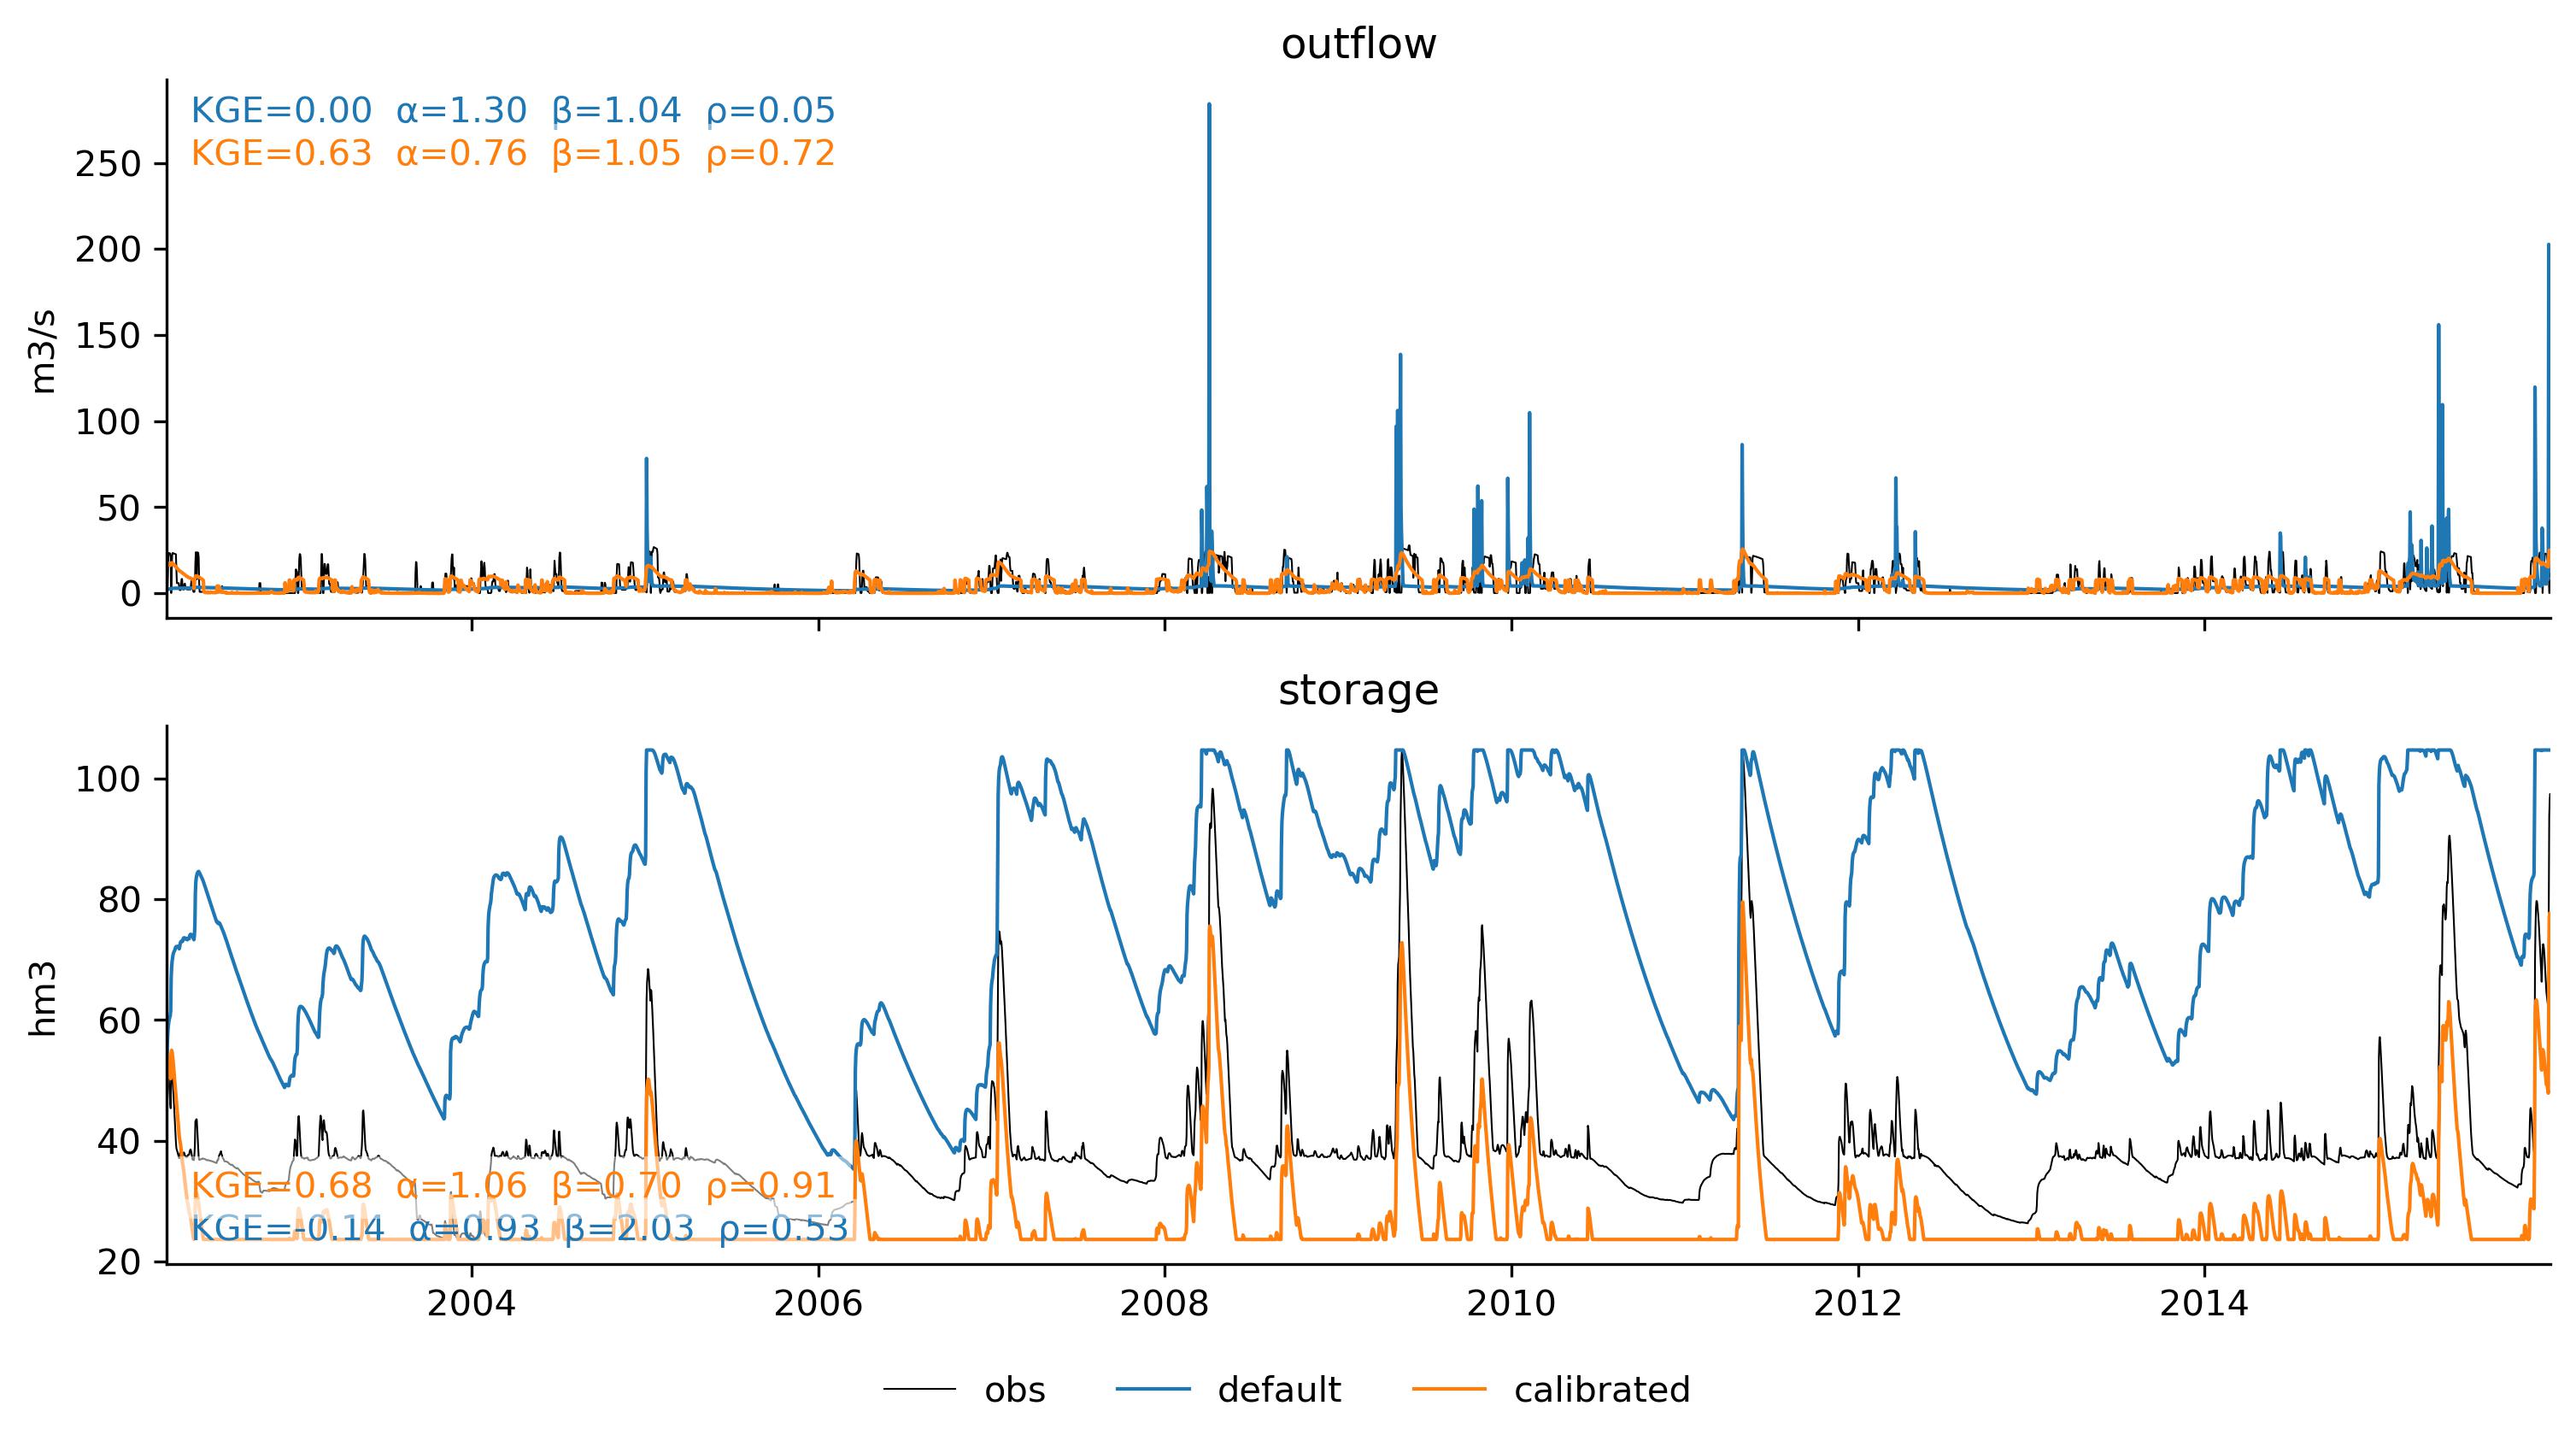 outflow
KGE=0.00 α=1.30 β=1.04 ρ=0.05
KGE=0.63 α=0.76 β=1.05 ρ=0.72
m3/s
250
200
150
100
50
0
storage
hm3
100
80
60
40
20
KGE=0.68 α=1.06 β=0.70 ρ=0.91
KGE=-0.14 α=0.93 β=2.03 ρ=0.53
2004 2006 2008 2010 2012 2014
obs default calibrated